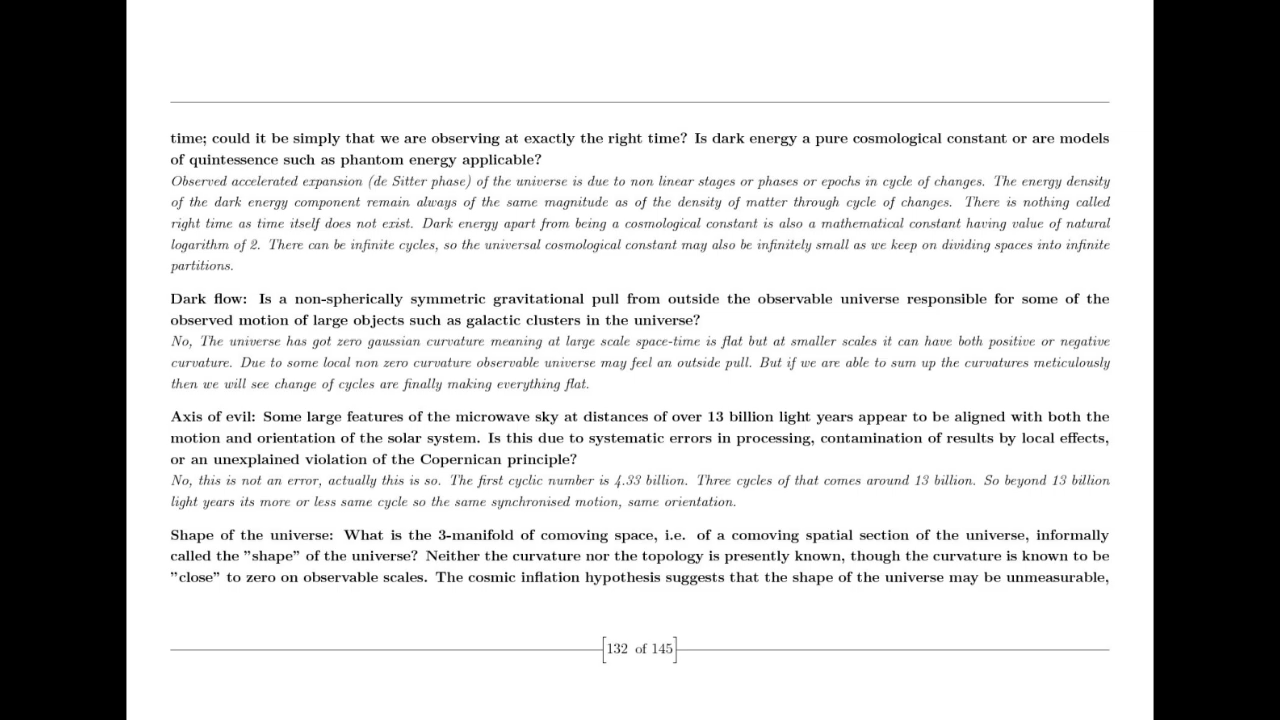 time; could it be simply that we are observing at exactly the right time? Is dark energy a pure cosmological constant or are models
of quintessence such as phantom energy applicable?
Observed accelerated expansion (de Sitter phase) of the universe is due to non linear stages or phases or epochs in cycle of changes. The energy density
of the dark energy component remain always of the same magnitude as of the density of matter through cycle of changes. There is nothing called
right time as time itself does not exist. Dark energy apart from being a cosmological constant is also a mathematical constant having value of natural
logarithm of 2. There can be infinite cycles, so the universal cosmological constant may also be infinitely small as we keep on dividing spaces into infinite
partitions.
Dark flow: Is a non-spherically symmetric gravitational pull from outside the observable universe responsible for some of the
observed motion of large objects such as galactic clusters in the universe?
No, The universe has got zero gaussian curvature meaning at large scale space-time is flat but at smaller scales it can have both positive or negative
curvature. Due to some local non zero curvature observable universe may feel an outside pull. But if we are able to sum up the curvatures meticulously
then we will see change of cycles are finally making everything flat.
Axis of evil: Some large features of the microwave sky at distances of over 13 billion light years appear to be aligned with both the
motion and orientation of the solar system. Is this due to systematic errors in processing, contamination of results by local effects,
or an unexplained violation of the Copernican principle?
No, this is not an error, actually this is so. The first cyclic number is 4.33 billion. Three cycles of that comes around 13 billion. So beyond 13 billion
light years its more or less same cycle so the same synchronised motion, same orientation.
Shape of the universe: What is the 3-manifold of comoving space, i.e. of a comoving spatial section of the universe, informally
called the ”shape” of the universe? Neither the curvature nor the topology is presently known, though the curvature is known to be
”close” to zero on observable scales. The cosmic inflation hypothesis suggests that the shape of the universe may be unmeasurable,
[132 of 145]